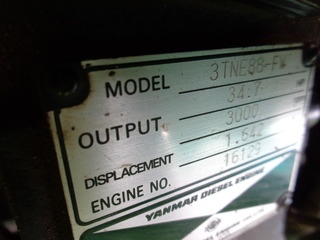 MODEL 3TNE88-FW
34.7
OUTPUT 3000
DISPLACEMENT 1.642
ENGINE NO. 16129
YANMAR DIESEL ENGINE